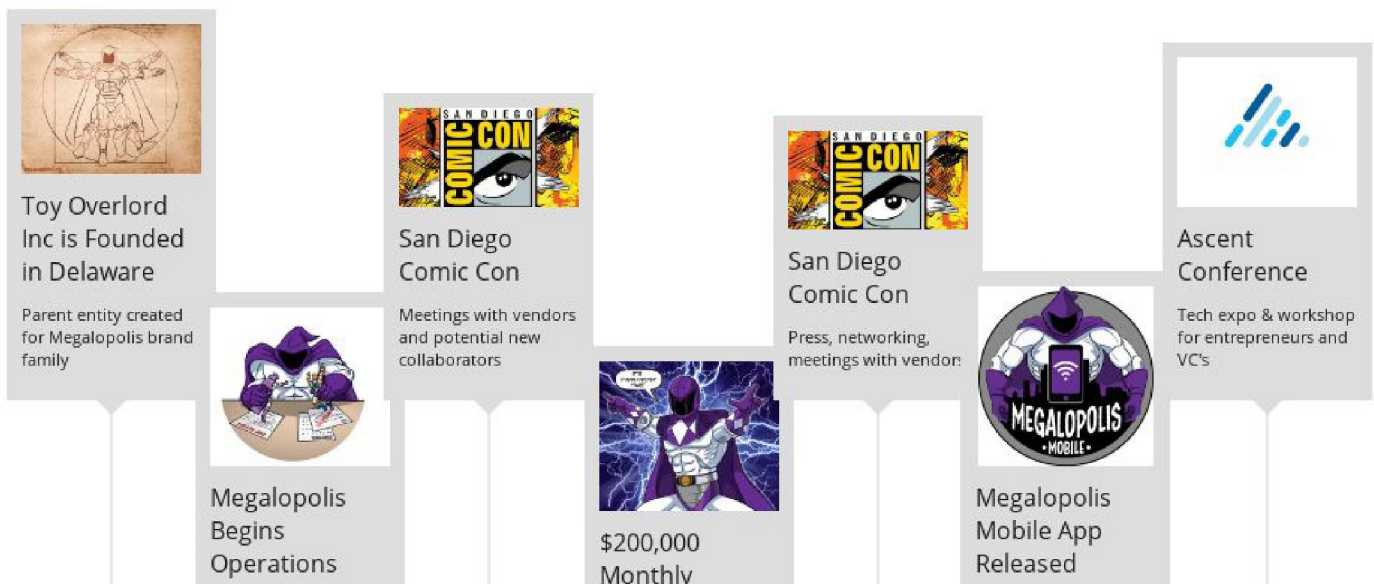 Toy Overlord
Inc is Founded
in Delaware
Parent entity created
for Megalopolis brand
family
Megalopolis
Begins
Operations
SAN DIEGO
COMIC
CON
San Diego
Comic Con
Meetings with vendors
and potential new
collaborators
$200,000
Monthly
SAN DIEGO
COMIC
CON
San Diego
Comic Con
Press, networking,
meetings with vendors
MEGALOPOLIS
MOBILE
Megalopolis
Mobile App
Released
Ascent
Conference
Tech expo & workshop
for entrepreneurs and
VC's